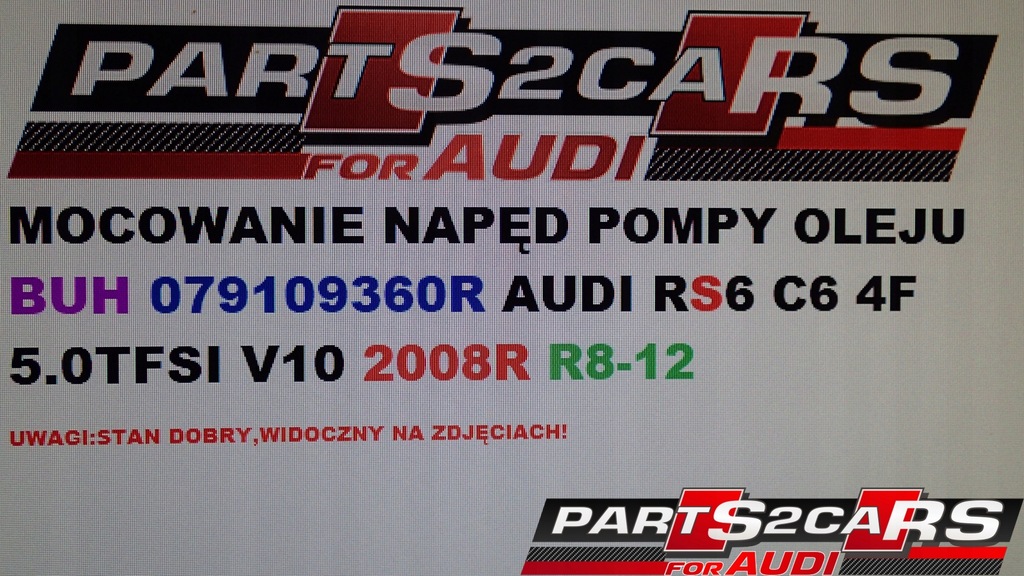 PARTS2CARS
FOR AUDI
MOCOWANIE NAPĘD POMPY OLEJU
BUH 079109360R AUDI RS6 C6 4F
5.0TFSI V10 2008R R8-12
UWAGI:STAN DOBRY,WIDOCZNY NA ZDJĘCIACH!
PARTS2CARS
FOR AUDI